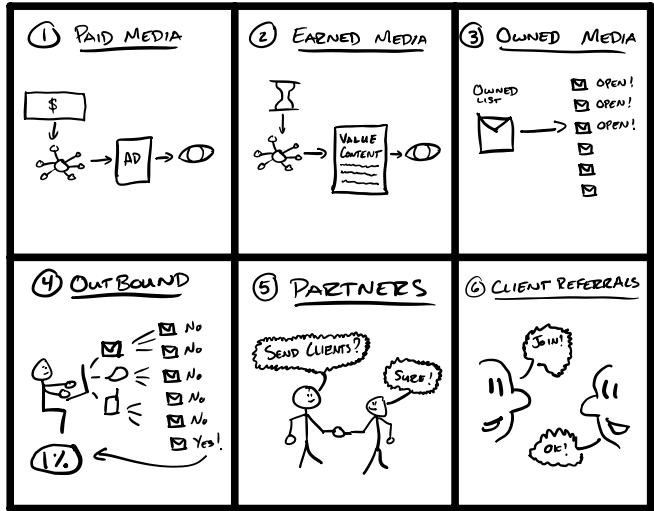 1 PAID MEDIA
$
AD
2 EARNED MEDIA
VALUE
CONTENT
3 OWNED MEDIA
OWNED
LIST
OPEN!
OPEN!
OPEN!
4 OUTBOUND
No
No
No
No
No
YES!
1%
5 PARTNERS
SEND CLIENTS?
SURE!
6 CLIENT REFERRALS
JOIN!
OK!